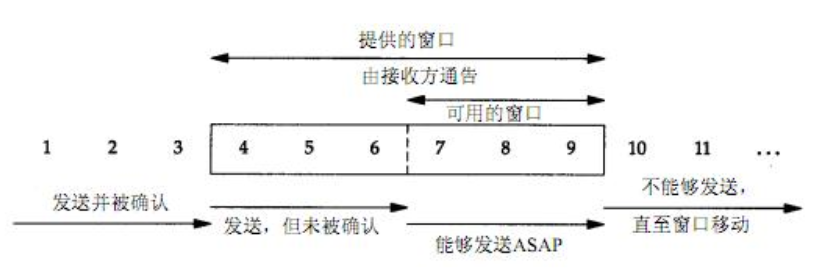 提供的窗口
由接收方通告
可用的窗口
1 2 3 4 5 6 7 8 9 10 11 ...
发送并被确认
发送，但未被确认
能够发送ASAP
不能够发送，
直至窗口移动